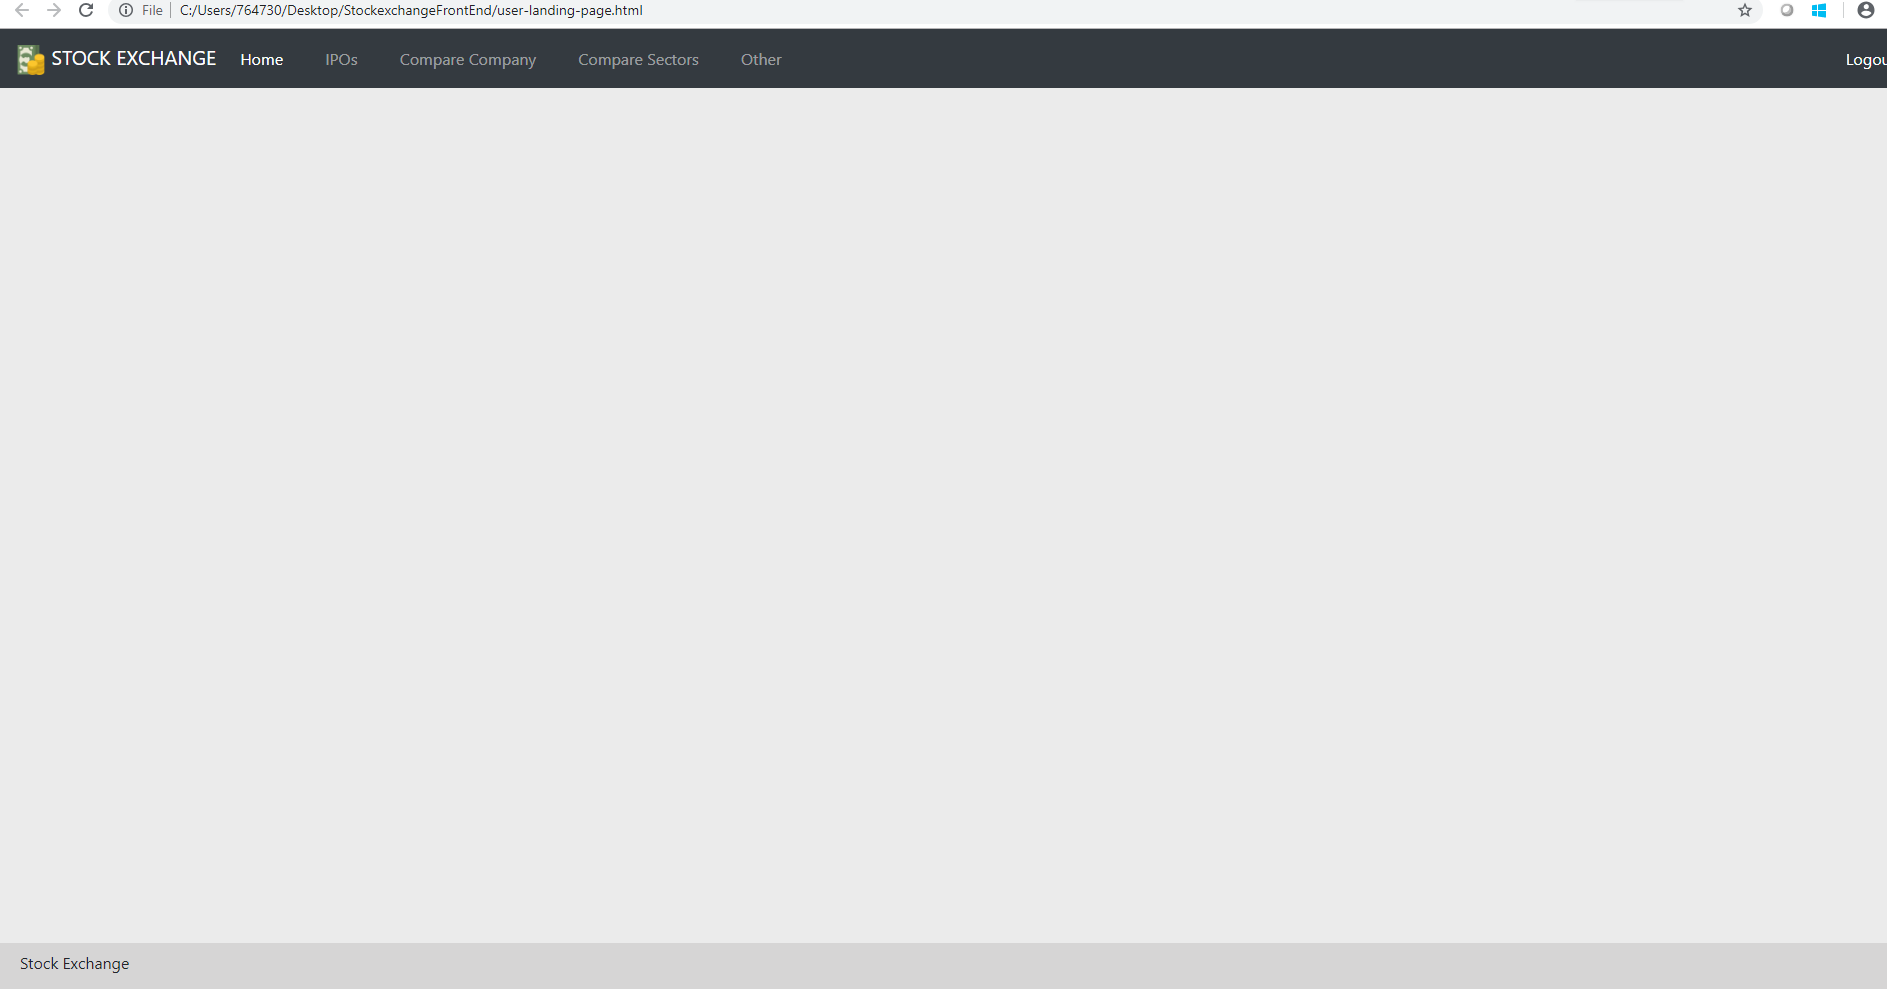 File C:/Users/764730/Desktop/StockexchangeFrontEnd/user-landing-page.html
STOCK EXCHANGE Home IPOs Compare Company Compare Sectors Other Logou
Stock Exchange